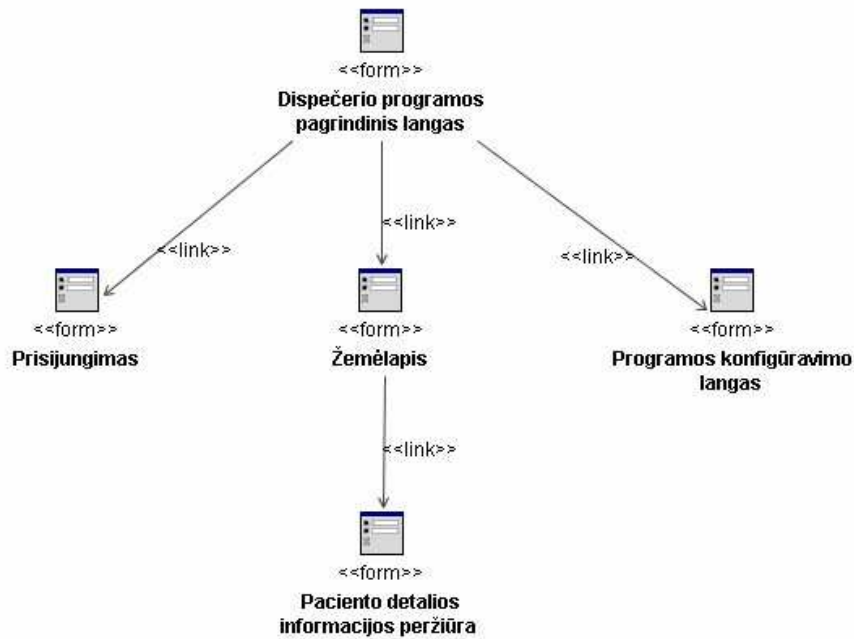 <<form>>
Dispečerio programos
pagrindinis langas
<<link>>
<<link>>
<<link>>
<<form>>
Prisijungimas
<<form>>
Žemėlapis
<<form>>
Programos konfigūravimo
langas
<<link>>
<<form>>
Paciento detalios
informacijos peržiūra